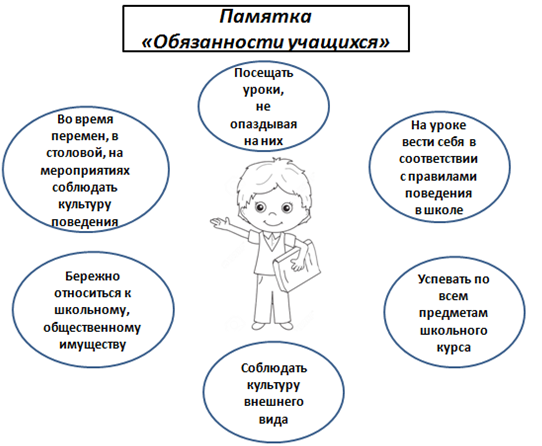 Памятка
«Обязанности учащихся»
Посещать
уроки,
не
опаздывая
на них
Во время
перемен, в
столовой, на
мероприятиях
соблюдать
культуру
поведения
На уроке
вести себя в
соответствии
с правилами
поведения
в школе
Бережно
относиться к
школьному,
общественному
имуществу
Успевать по
всем
предметам
школьного
курса
Соблюдать
культуру
внешнего
вида